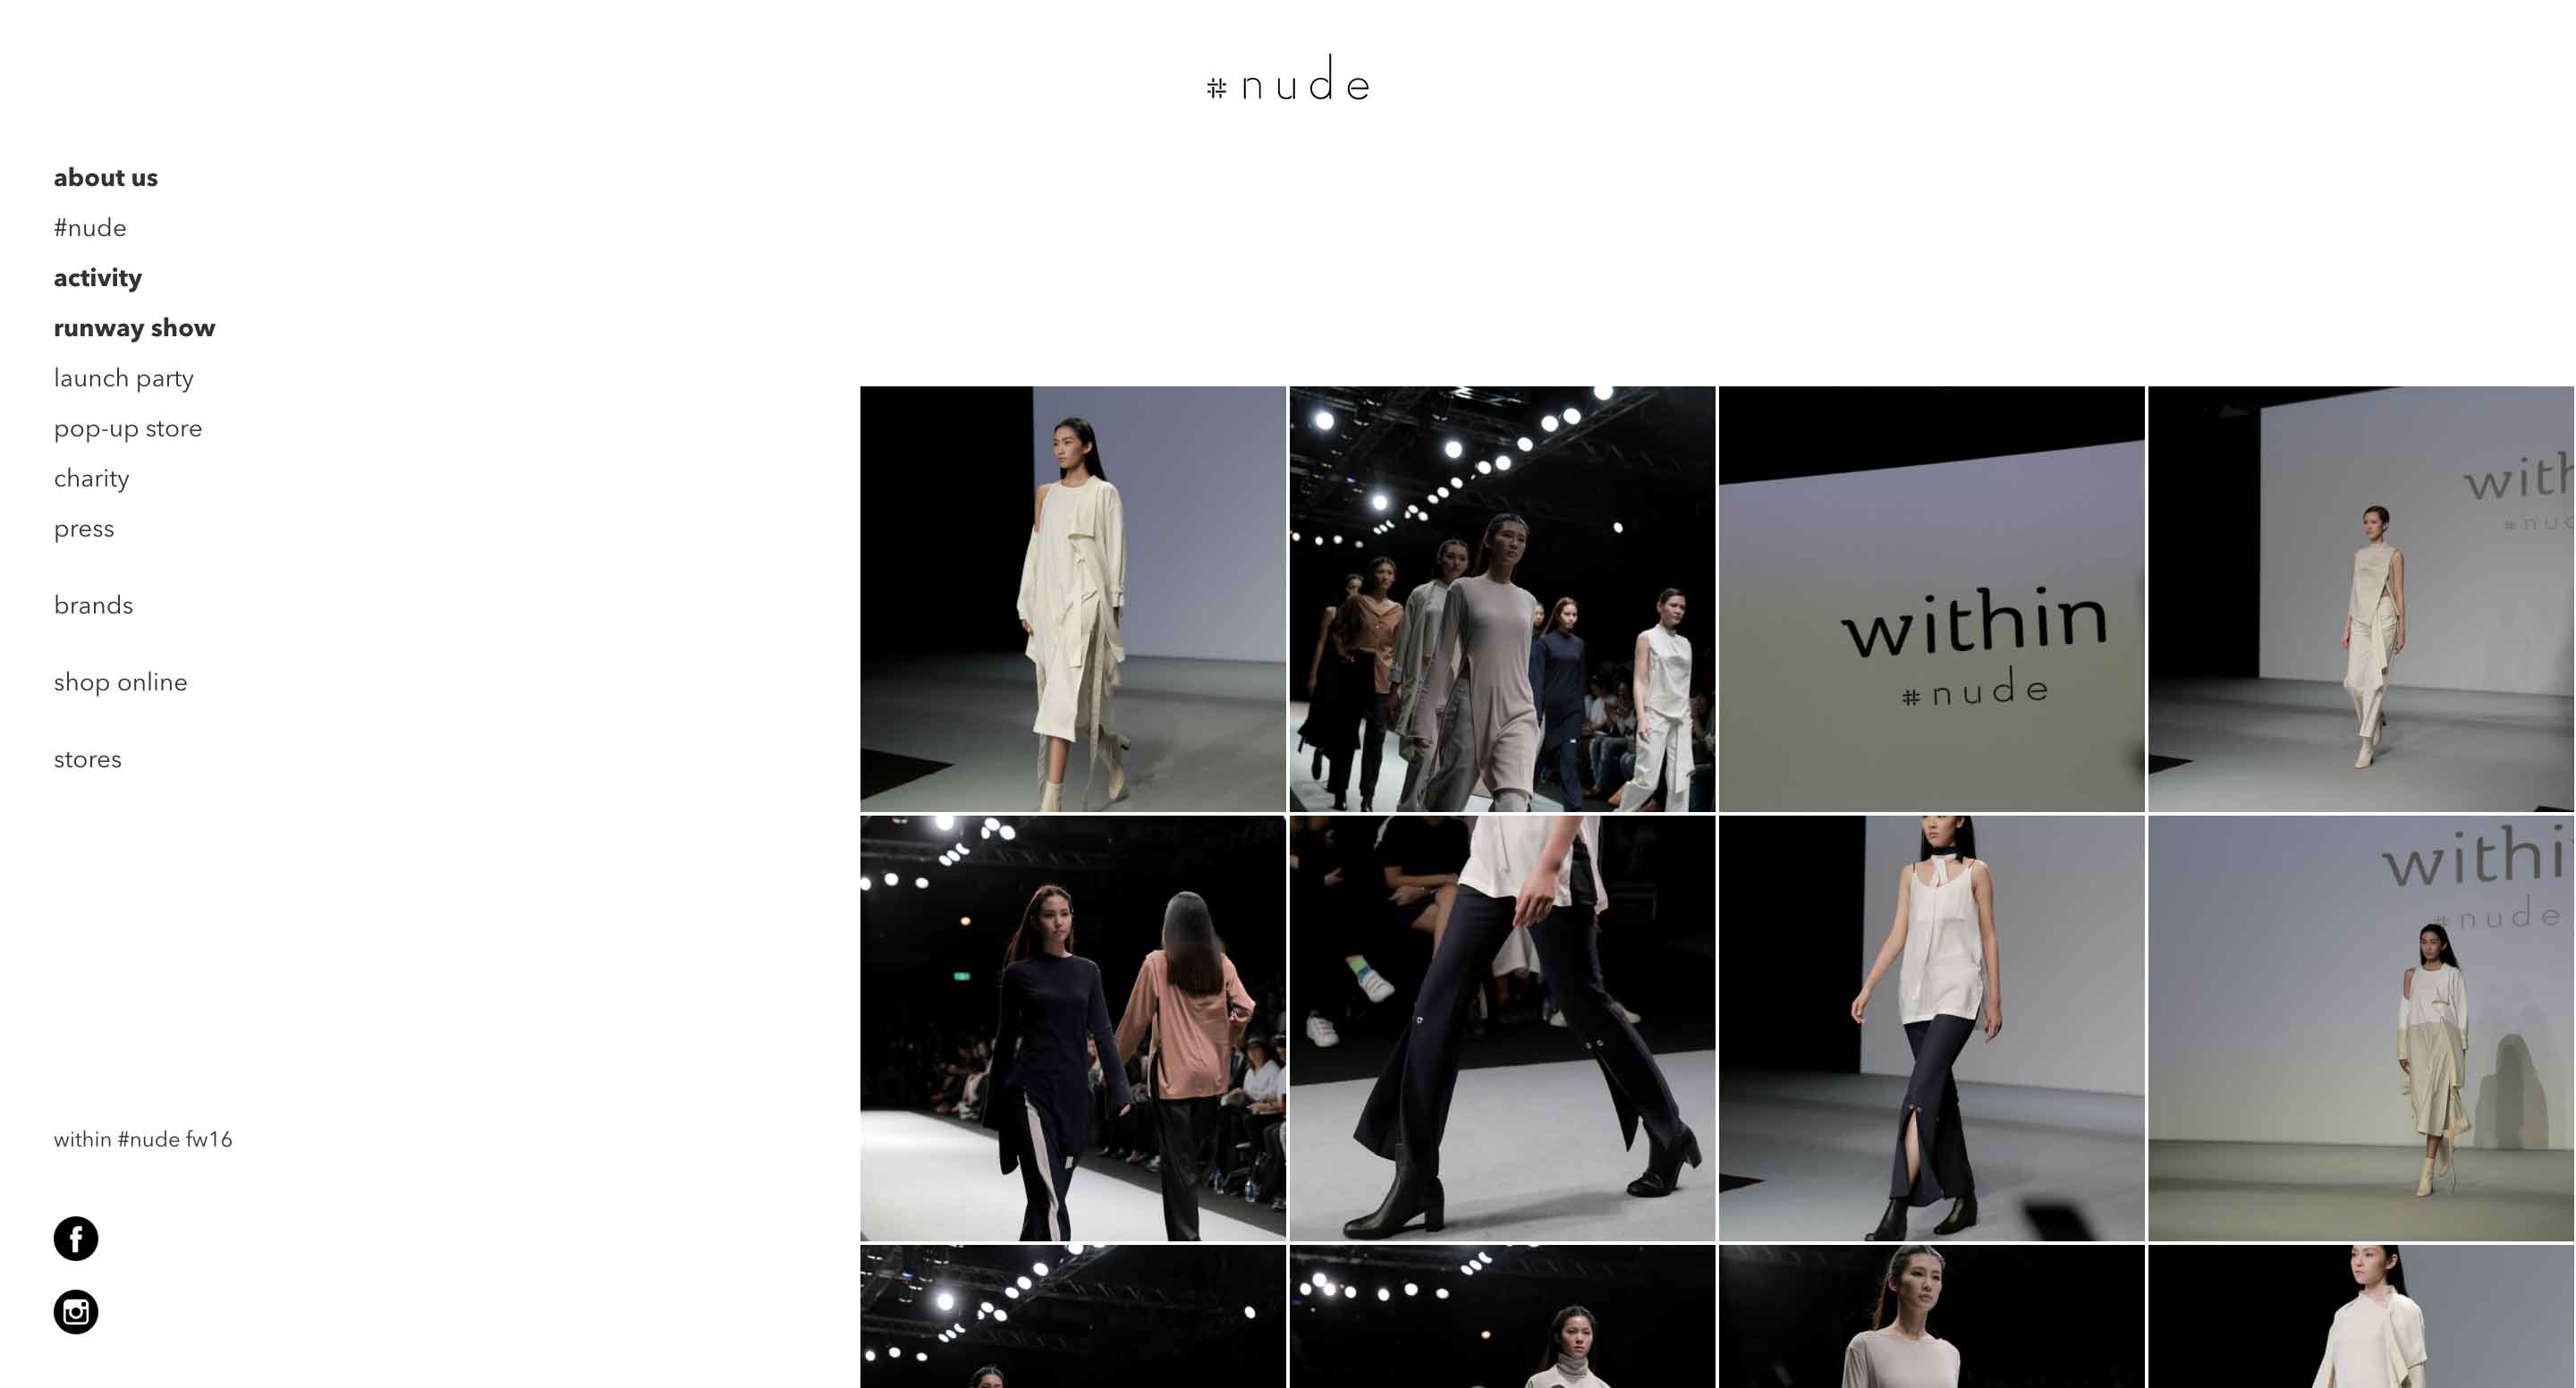 #nude
about us
#nude
activity
runway show
launch party
pop-up store
charity
press
brands
shop online
stores
within #nude fw16
within
#nude
with
#nud
withi
#nude